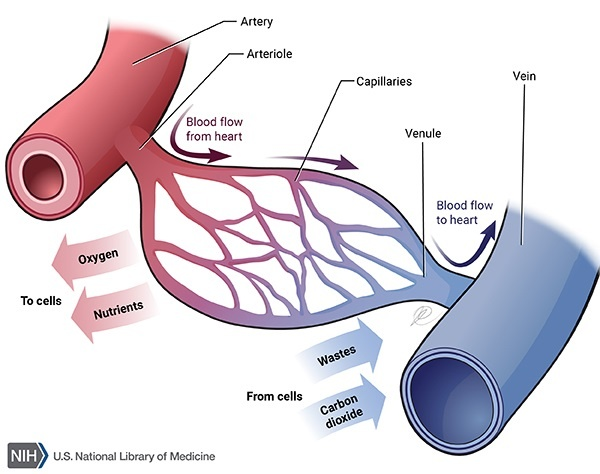 Artery
Arteriole
Capillaries
Vein
Blood flow
from heart
Venule
Blood flow
to heart
Oxygen
To cells
Nutrients
Wastes
From cells
Carbon
dioxide
NIH
U.S. National Library of Medicine